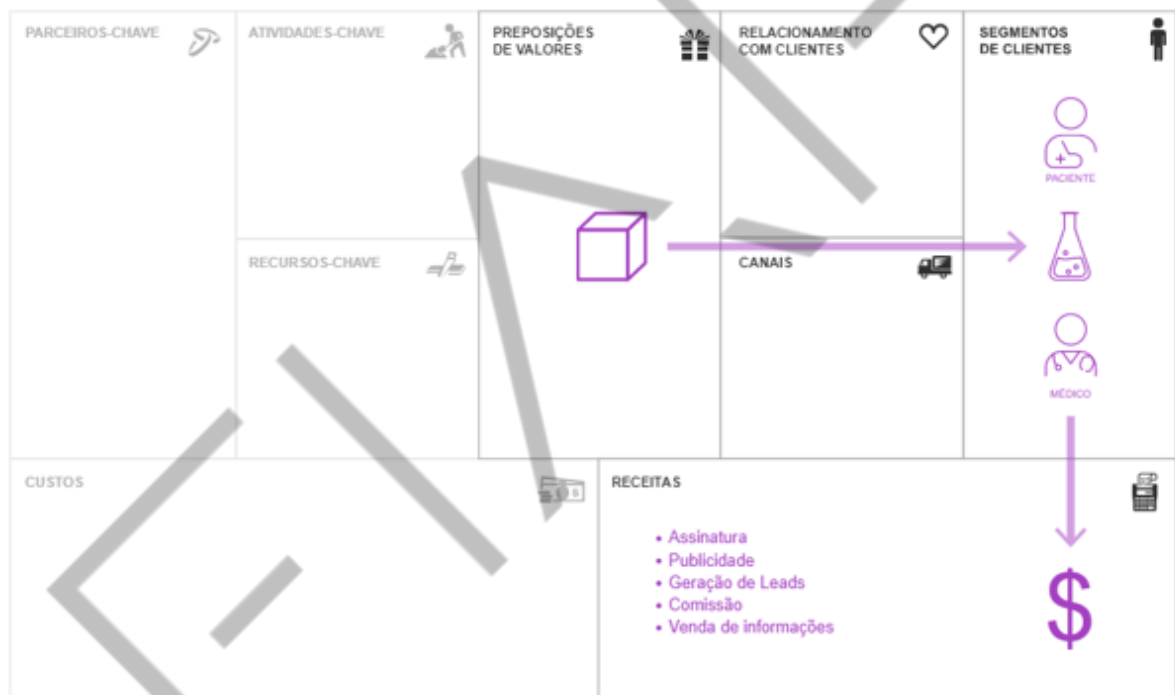 PARCEIROS-CHAVE
ATIVIDADES-CHAVE
PREPOSIÇÕES
DE VALORES
RELACIONAMENTO
COM CLIENTES
SEGMENTOS
DE CLIENTES
PACIENTE
RECURSOS-CHAVE
CANAIS
MÉDICO
CUSTOS
RECEITAS
• Assinatura
• Publicidade
• Geração de Leads
• Comissão
• Venda de informações
$